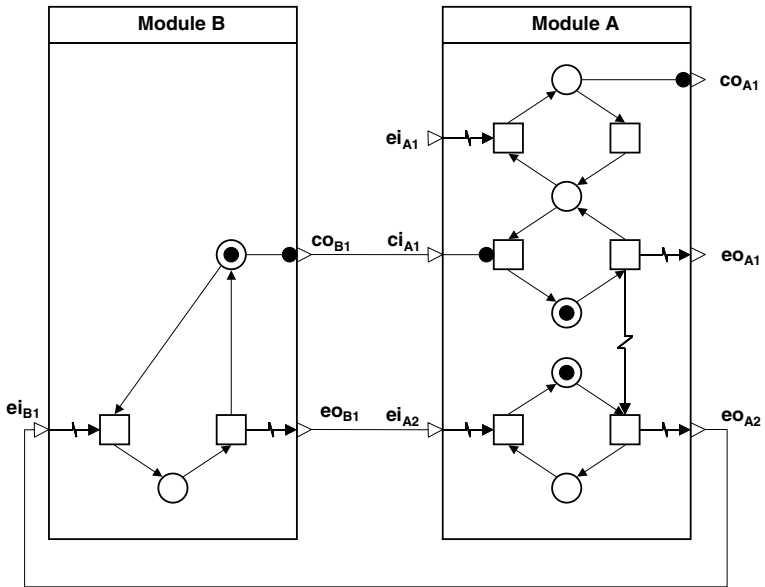 Module B
Module A
co_A1
ei_A1
co_B1
ci_A1
eo_A1
ei_B1
eo_B1
ei_A2
eo_A2